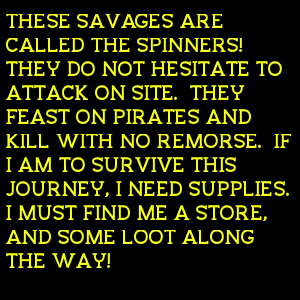 THESE SAVAGES ARE
CALLED THE SPINNERS!
THEY DO NOT HESITATE TO
ATTACK ON SITE.  THEY
FEAST ON PIRATES AND
KILL WITH NO REMORSE.  IF
I AM TO SURVIVE THIS
JOURNEY, I NEED SUPPLIES.
I MUST FIND ME A STORE,
AND SOME LOOT ALONG
THE WAY!